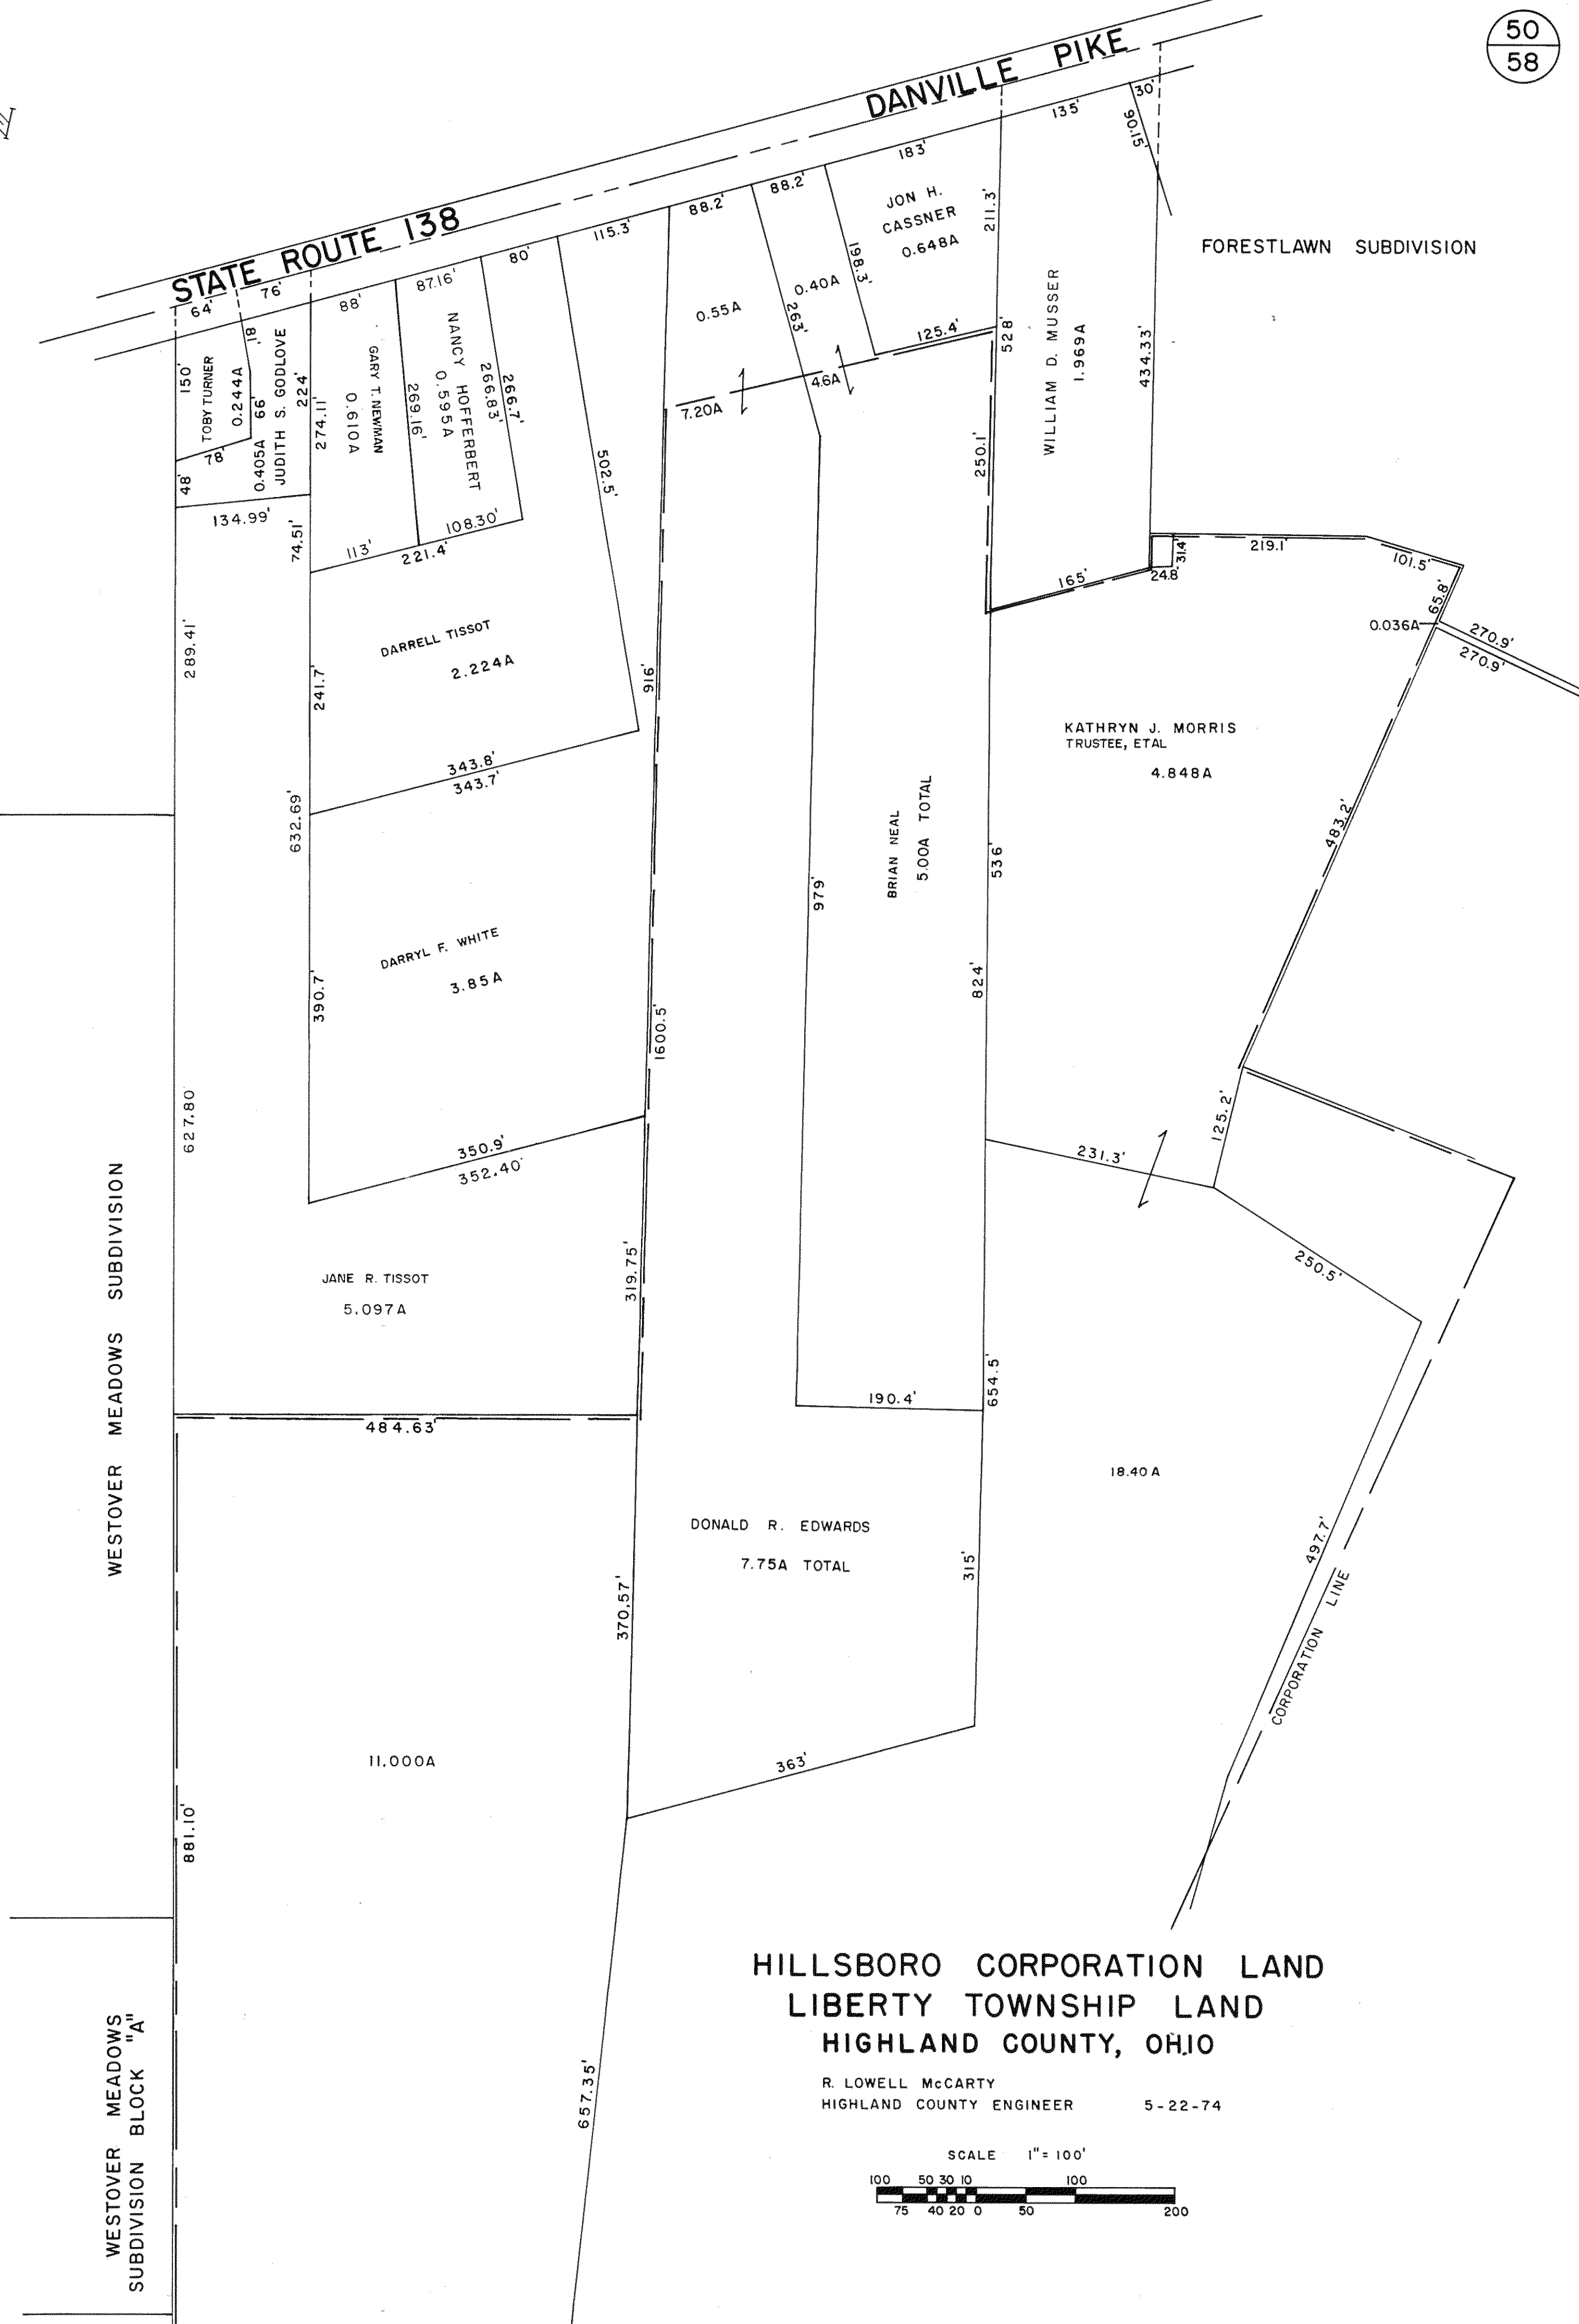 50
58
STATE ROUTE 138
DANVILLE PIKE
64'
76'
88'
87.16'
80'
115.3'
88.2'
88.2'
183'
135'
30'
90.15'
FORESTLAWN SUBDIVISION
150'
TOBY TURNER
0.244A
81'
66'
78'
48'
0.405A
JUDITH S. GODLOVE
224'
134.99'
274.11'
74.51'
GARY T. NEWMAN
0.610A
269.16'
113'
NANCY HOFFERBERT
0.595A
266.83'
266.7'
108.30'
221.4'
502.5'
0.55A
7.20A
263'
0.40A
4.6A
198.3'
JON H.
CASSNER
0.648A
211.3'
125.4'
528'
250.1'
WILLIAM D. MUSSER
1.969A
434.33'
165'
24.8'
31.4'
219.1'
101.5'
65.8'
0.036A
270.9'
270.9'
289.41'
DARRELL TISSOT
2.224A
241.7'
343.8'
343.7'
916'
632.69'
DARRYL F. WHITE
3.85A
390.7'
350.9'
352.40'
1600.5'
627.80
JANE R. TISSOT
5.097A
319.75'
484.63'
979'
BRIAN NEAL
5.00A TOTAL
536'
824'
190.4'
654.5'
KATHRYN J. MORRIS
TRUSTEE, ETAL
4.848A
483.2'
125.2'
231.3'
250.5'
18.40A
497.7'
CORPORATION LINE
DONALD R. EDWARDS
7.75A TOTAL
315'
370.57'
363'
11.000A
881.10'
657.35'
WESTOVER MEADOWS SUBDIVISION
WESTOVER MEADOWS
SUBDIVISION BLOCK "A"
HILLSBORO CORPORATION LAND
LIBERTY TOWNSHIP LAND
HIGHLAND COUNTY, OHIO
R. LOWELL McCARTY
HIGHLAND COUNTY ENGINEER 5-22-74
SCALE 1"=100'
100 50 30 10 100
75 40 20 0 50 200